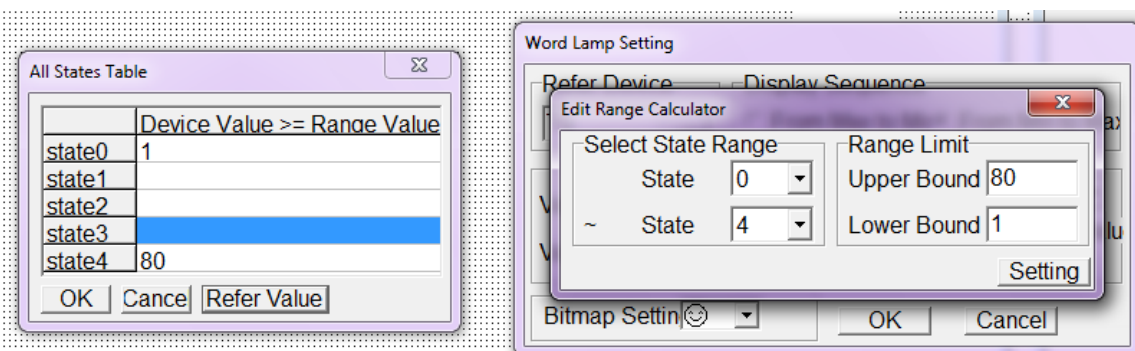 All States Table
Device Value >= Range Value
state0 1
state1
state2
state3
state4 80
OK Cance Refer Value
Word Lamp Setting
Refer Device Display Sequence
Edit Range Calculator
Select State Range Range Limit
State 0 Upper Bound 80
~ State 4 Lower Bound 1
Setting
Bitmap Settin OK Cancel